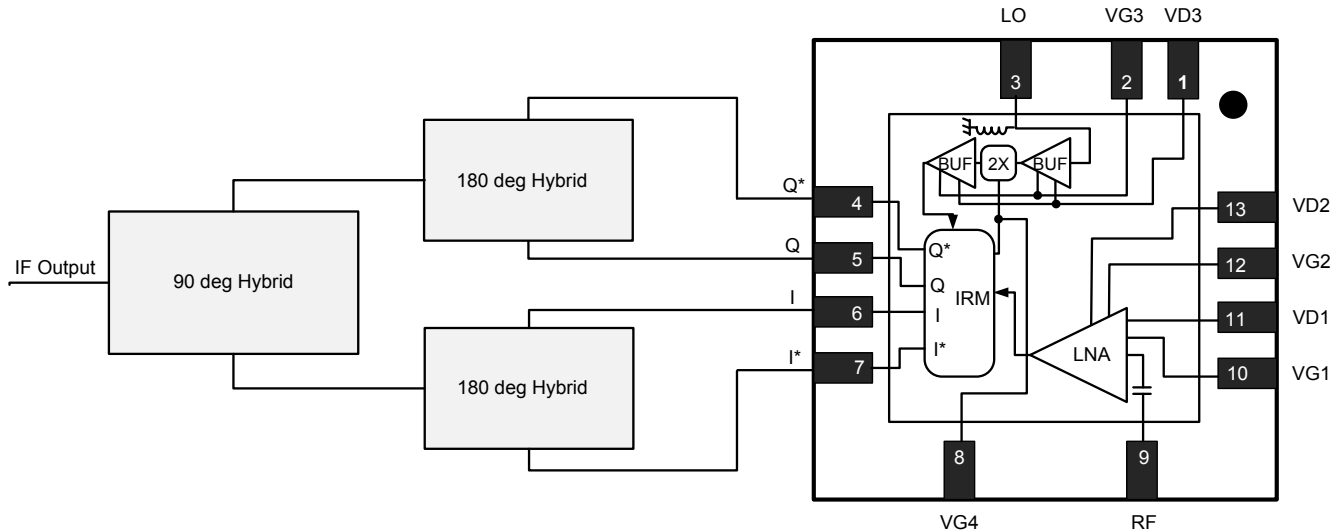 LO VG3 VD3
3 2 1
BUF 2X BUF
180 deg Hybrid
Q* 4
13 VD2
Q 5
Q*
12 VG2
IF Output
90 deg Hybrid
Q
I 6
I
IRM
11 VD1
I* 7
I*
LNA
10 VG1
180 deg Hybrid
8 9
VG4 RF